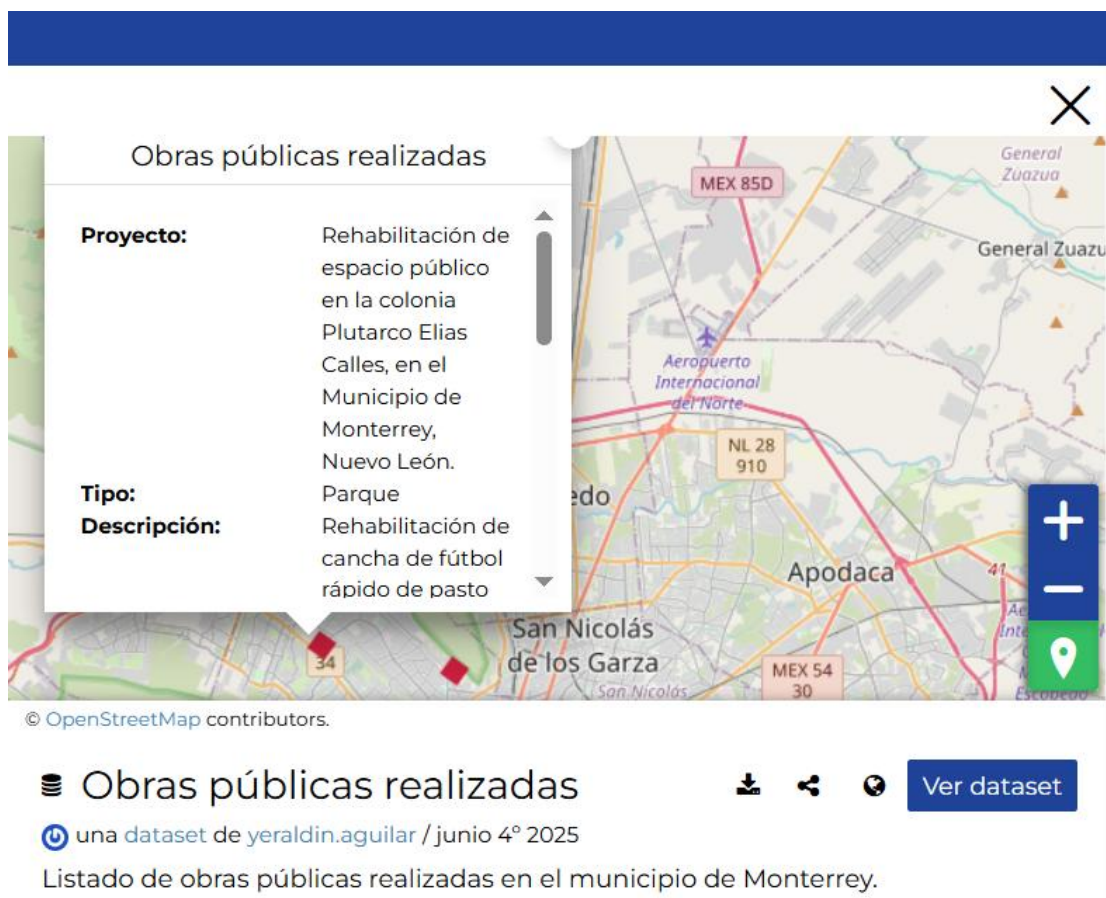 Obras públicas realizadas
Proyecto: Rehabilitación de
espacio público
en la colonia
Plutarco Elias
Calles, en el
Municipio de
Monterrey,
Nuevo León.
Tipo: Parque
Descripción: Rehabilitación de
cancha de fútbol
rápido de pasto
MEX 85D
General
Zuazua
General Zuazu
Aeropuerto
Internacional
del Norte
NL 28
910
edo
Apodaca
41
San Nicolás
de los Garza
34
San Nicolás
MEX 54
30
Escobedo
© OpenStreetMap contributors.
Obras públicas realizadas
Ver dataset
una dataset de yeraldin.aguilar / junio 4º 2025
Listado de obras públicas realizadas en el municipio de Monterrey.